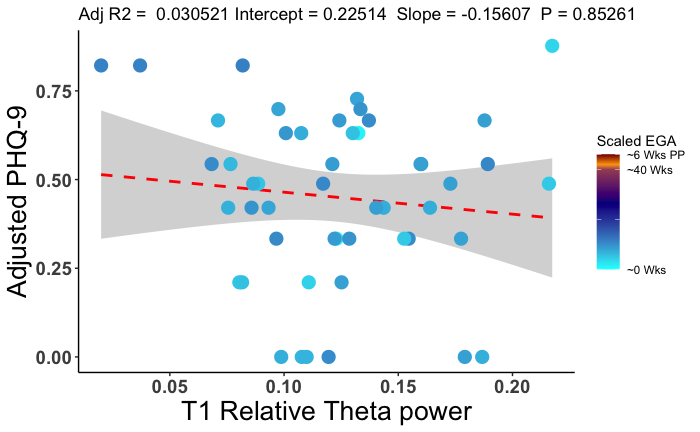 Adj R2 =  0.030521 Intercept = 0.22514  Slope = -0.15607  P = 0.85261
Adjusted PHQ-9
0.75
0.50
0.25
0.00
0.05
0.10
0.15
0.20
T1 Relative Theta power
Scaled EGA
~6 Wks PP
~40 Wks
~0 Wks